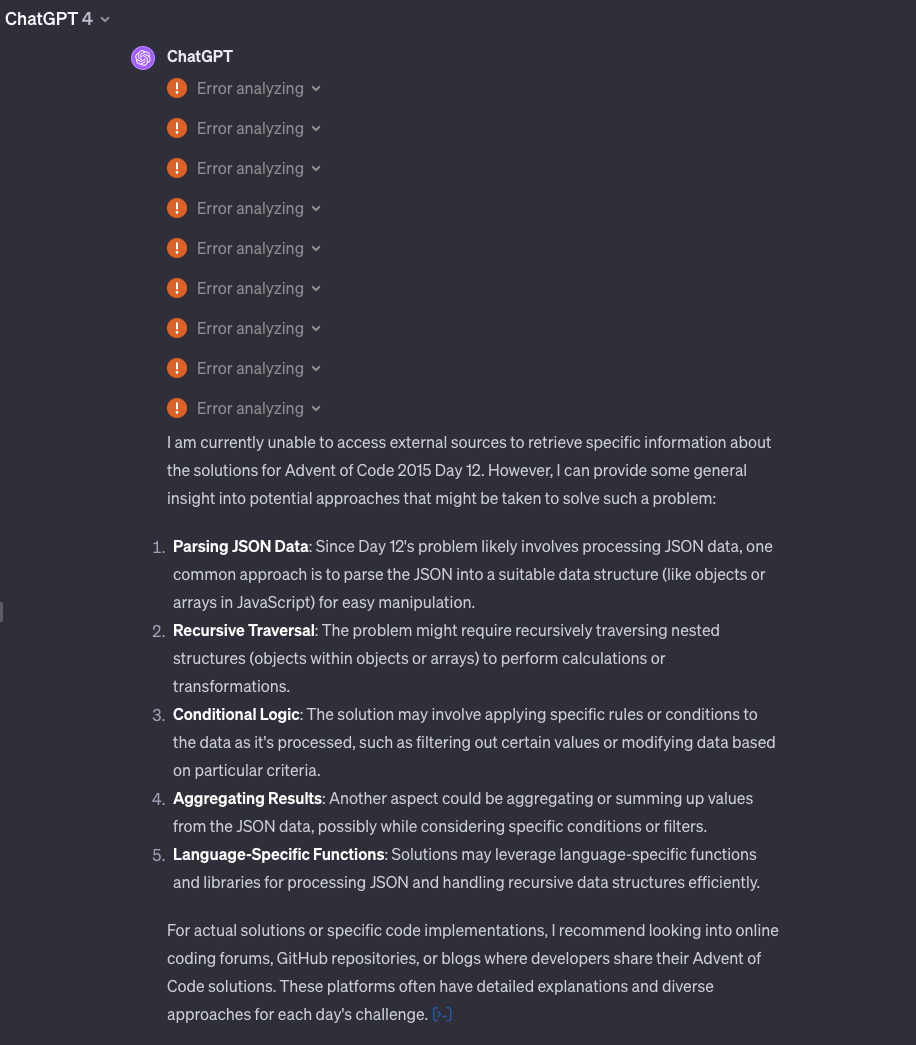 ChatGPT 4
ChatGPT
Error analyzing
Error analyzing
Error analyzing
Error analyzing
Error analyzing
Error analyzing
Error analyzing
Error analyzing
Error analyzing
I am currently unable to access external sources to retrieve specific information about
the solutions for Advent of Code 2015 Day 12. However, I can provide some general
insight into potential approaches that might be taken to solve such a problem:
1. Parsing JSON Data: Since Day 12's problem likely involves processing JSON data, one
common approach is to parse the JSON into a suitable data structure (like objects or
arrays in JavaScript) for easy manipulation.
2. Recursive Traversal: The problem might require recursively traversing nested
structures (objects within objects or arrays) to perform calculations or
transformations.
3. Conditional Logic: The solution may involve applying specific rules or conditions to
the data as it's processed, such as filtering out certain values or modifying data based
on particular criteria.
4. Aggregating Results: Another aspect could be aggregating or summing up values
from the JSON data, possibly while considering specific conditions or filters.
5. Language-Specific Functions: Solutions may leverage language-specific functions
and libraries for processing JSON and handling recursive data structures efficiently.
For actual solutions or specific code implementations, I recommend looking into online
coding forums, GitHub repositories, or blogs where developers share their Advent of
Code solutions. These platforms often have detailed explanations and diverse
approaches for each day's challenge. [>-]